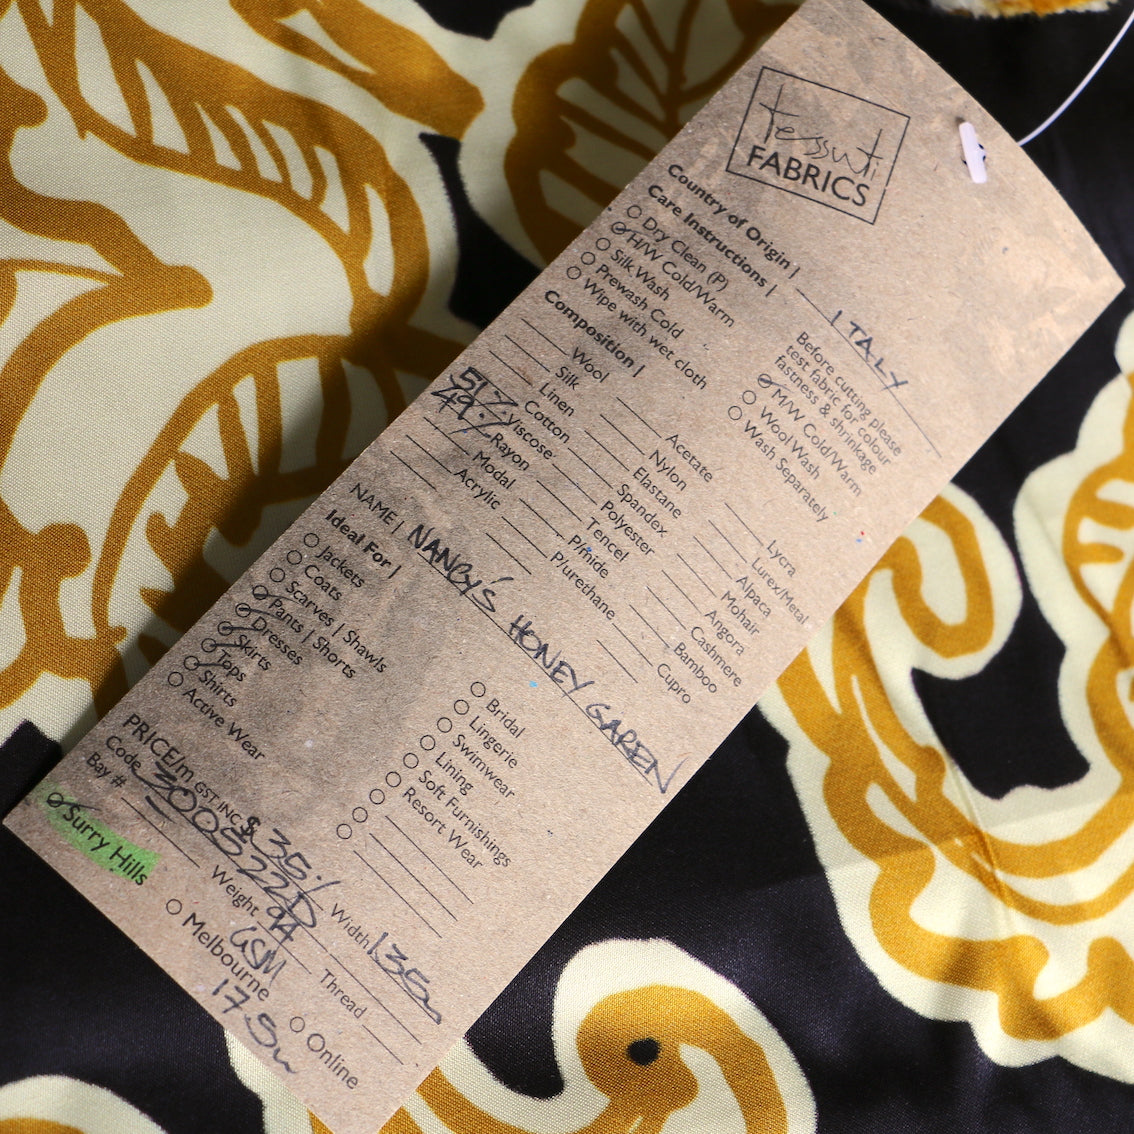 tessuti
FABRICS
Country of Origin | ITALY
Care Instructions |
Dry Clean (P)
H/W Cold/Warm
Silk Wash
Prewash Cold
Wipe with wet cloth
Before cutting please
test fabric for colour
fastness & shrinkage
M/W Cold/Warm
Wool Wash
Wash Separately
Composition |
Wool
Silk
Linen
51% Cotton
49% Viscose
Rayon
Modal
Acrylic
Acetate
Nylon
Elastane
Spandex
Polyester
Tencel
P/mide
P/urethane
Lycra
Lurex/Metal
Mohair
Alpaca
Angora
Cashmere
Bamboo
Cupro
NAME | NANBY'S HONEY GAREN
Ideal For |
Jackets
Coats
Scarves | Shawls
Pants | Shorts
Dresses
Skirts
Tops
Shirts
Active Wear
Bridal
Lingerie
Swimwear
Lining
Soft Furnishings
Resort Wear
PRICE/m GST INC $35/
Code 300522D Width 135
Bay # Weight 9A Thread
GSM
Surry Hills Melbourne Online
17.5m